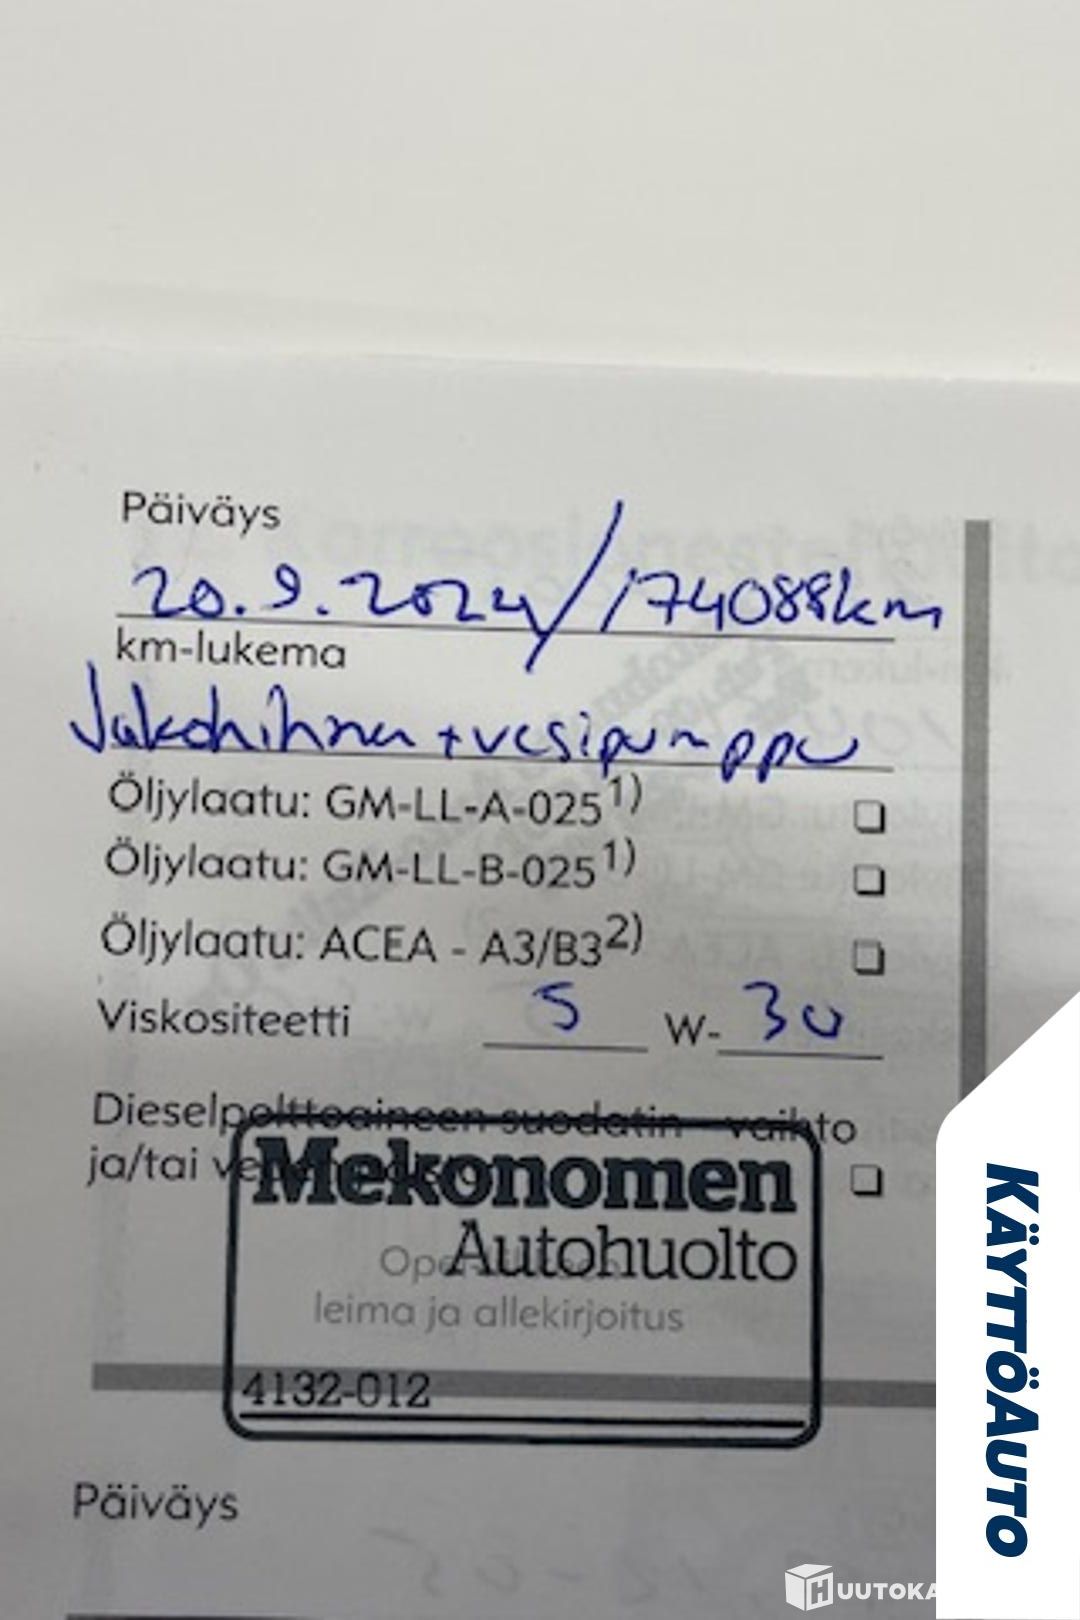 Päiväys
20.9.2024/174088km
km-lukema
Jakohihna + vesipumppu
Öljylaatu: GM-LL-A-025 1)
Öljylaatu: GM-LL-B-025 1)
Öljylaatu: ACEA - A3/B3 2)
Viskositeetti 5 W- 30
Dieselpolttoaineen suodatin - vaihto
ja/tai
Mekonomen
Autohuolto
leima ja allekirjoitus
4132-012
Päiväys
KÄYTTÖAUTO
HUUTOKA